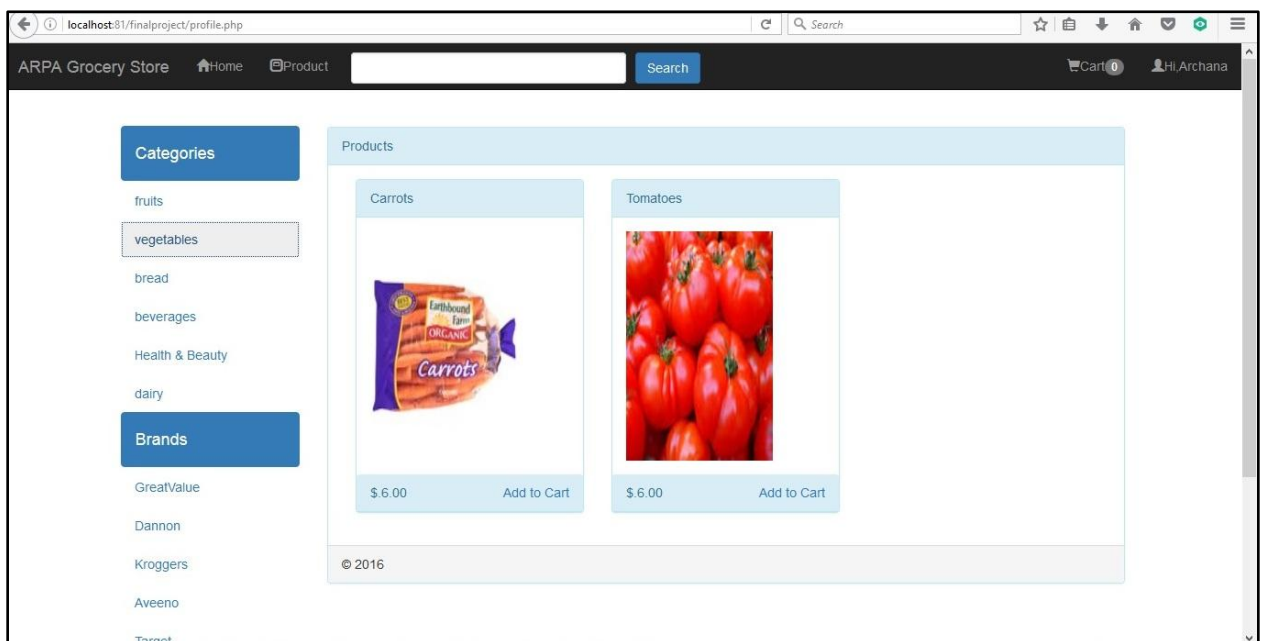 localhost:81/finalproject/profile.php
Search
ARPA Grocery Store Home Product Search Cart 0 Hi,Archana
Categories
fruits
vegetables
bread
beverages
Health & Beauty
dairy
Brands
GreatValue
Dannon
Kroggers
Aveeno
Target
Products
Carrots
Earthbound
Farm
ORGANIC
Carrots
$.6.00 Add to Cart
Tomatoes
$.6.00 Add to Cart
© 2016